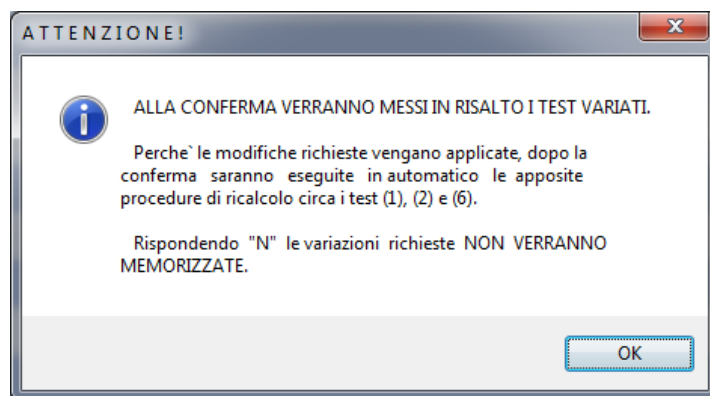 ATTENZIONE!
ALLA CONFERMA VERRANNO MESSI IN RISALTO I TEST VARIATI.
Perche` le modifiche richieste vengano applicate, dopo la
conferma saranno eseguite in automatico le apposite
procedure di ricalcolo circa i test (1), (2) e (6).
Rispondendo "N" le variazioni richieste NON VERRANNO
MEMORIZZATE.
OK